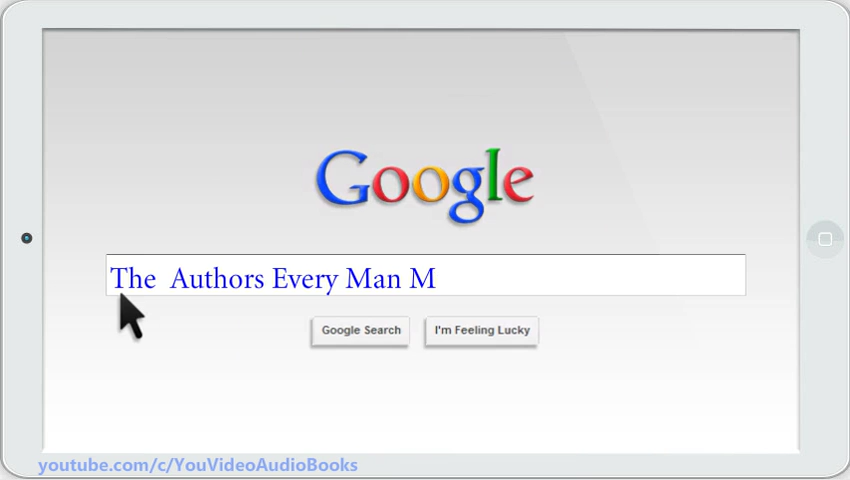 Google
The Authors Every Man M
Google Search I'm Feeling Lucky
youtube.com/c/YouVideoAudioBooks